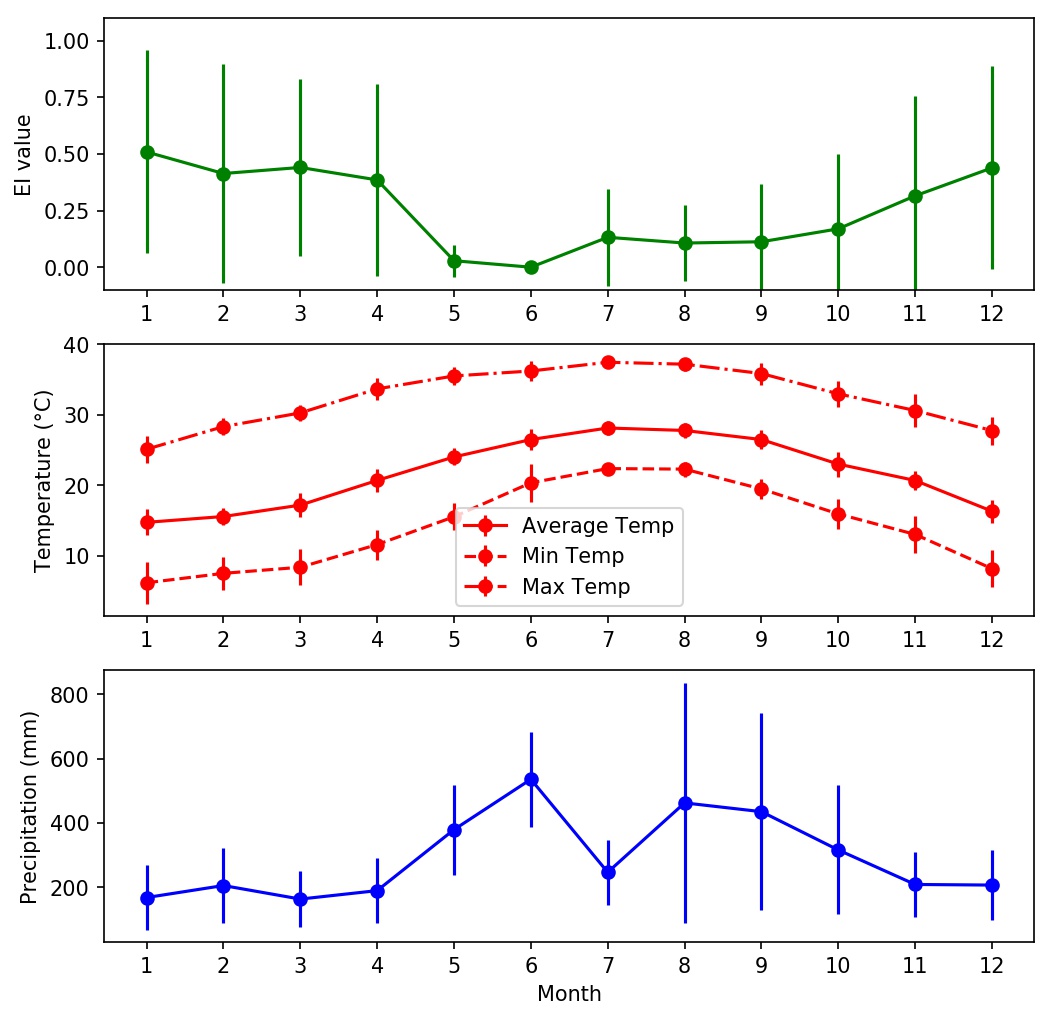 EI value
1.00
0.75
0.50
0.25
0.00
1 2 3 4 5 6 7 8 9 10 11 12
Temperature (°C)
40
30
20
10
Average Temp
Min Temp
Max Temp
1 2 3 4 5 6 7 8 9 10 11 12
Precipitation (mm)
800
600
400
200
1 2 3 4 5 6 7 8 9 10 11 12
Month